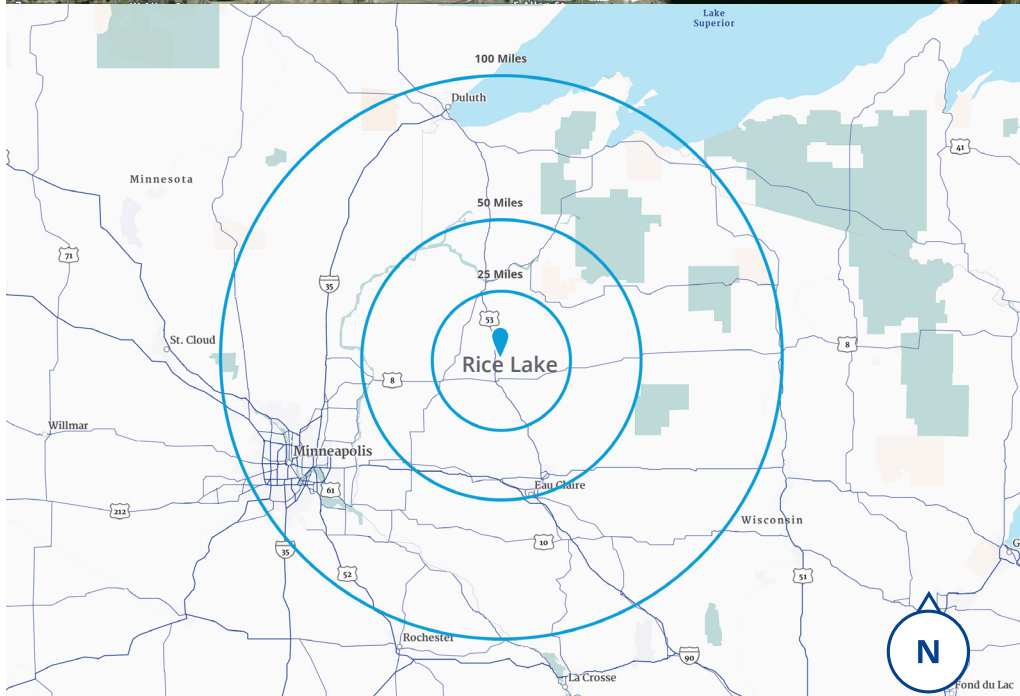 Lake
Superior
100 Miles
Duluth
41
Minnesota
50 Miles
71
25 Miles
35
53
St. Cloud
8
Rice Lake
8
Willmar
Minneapolis
61
Eau Claire
212
Wisconsin
10
35
52
51
Rochester
N
90
La Crosse
Fond du Lac